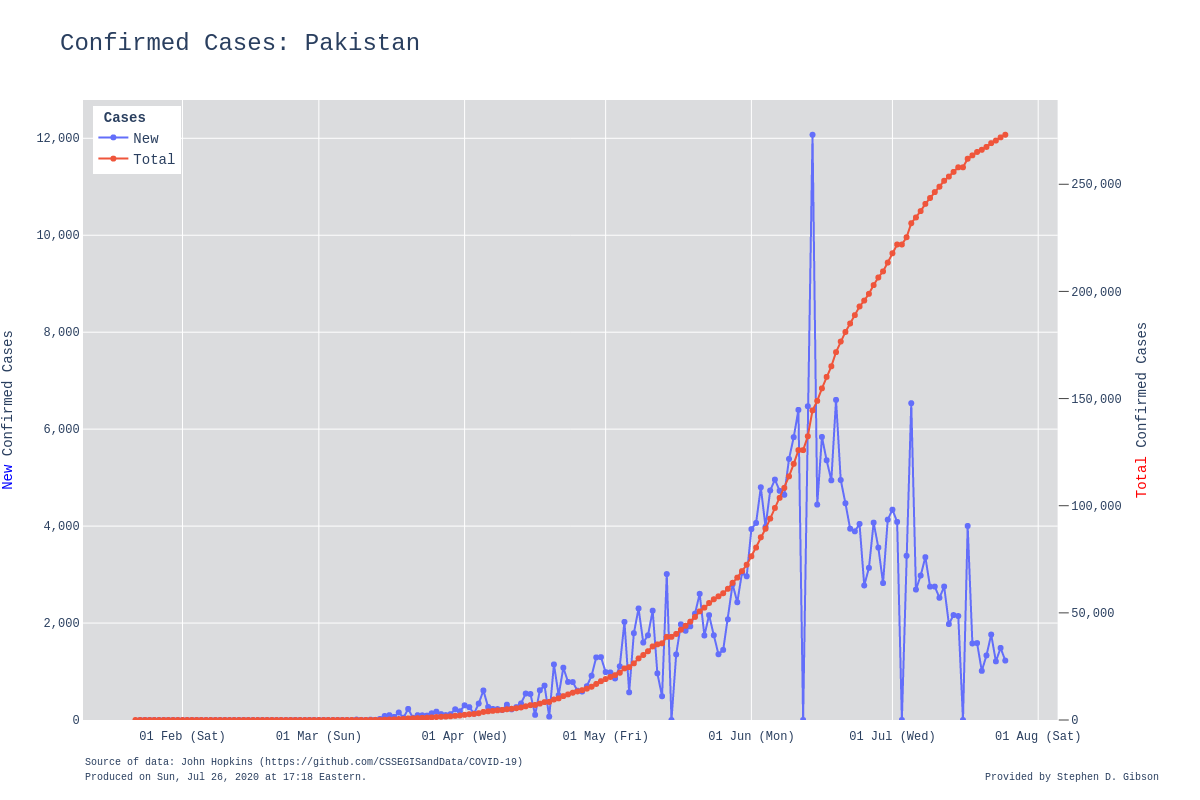 Confirmed Cases: Pakistan
Cases
New
Total
12,000
10,000
8,000
6,000
4,000
2,000
0
250,000
200,000
150,000
100,000
50,000
0
New Confirmed Cases
Total Confirmed Cases
01 Feb (Sat)
01 Mar (Sun)
01 Apr (Wed)
01 May (Fri)
01 Jun (Mon)
01 Jul (Wed)
01 Aug (Sat)
Source of data: John Hopkins (https://github.com/CSSEGISandData/COVID-19)
Produced on Sun, Jul 26, 2020 at 17:18 Eastern.
Provided by Stephen D. Gibson